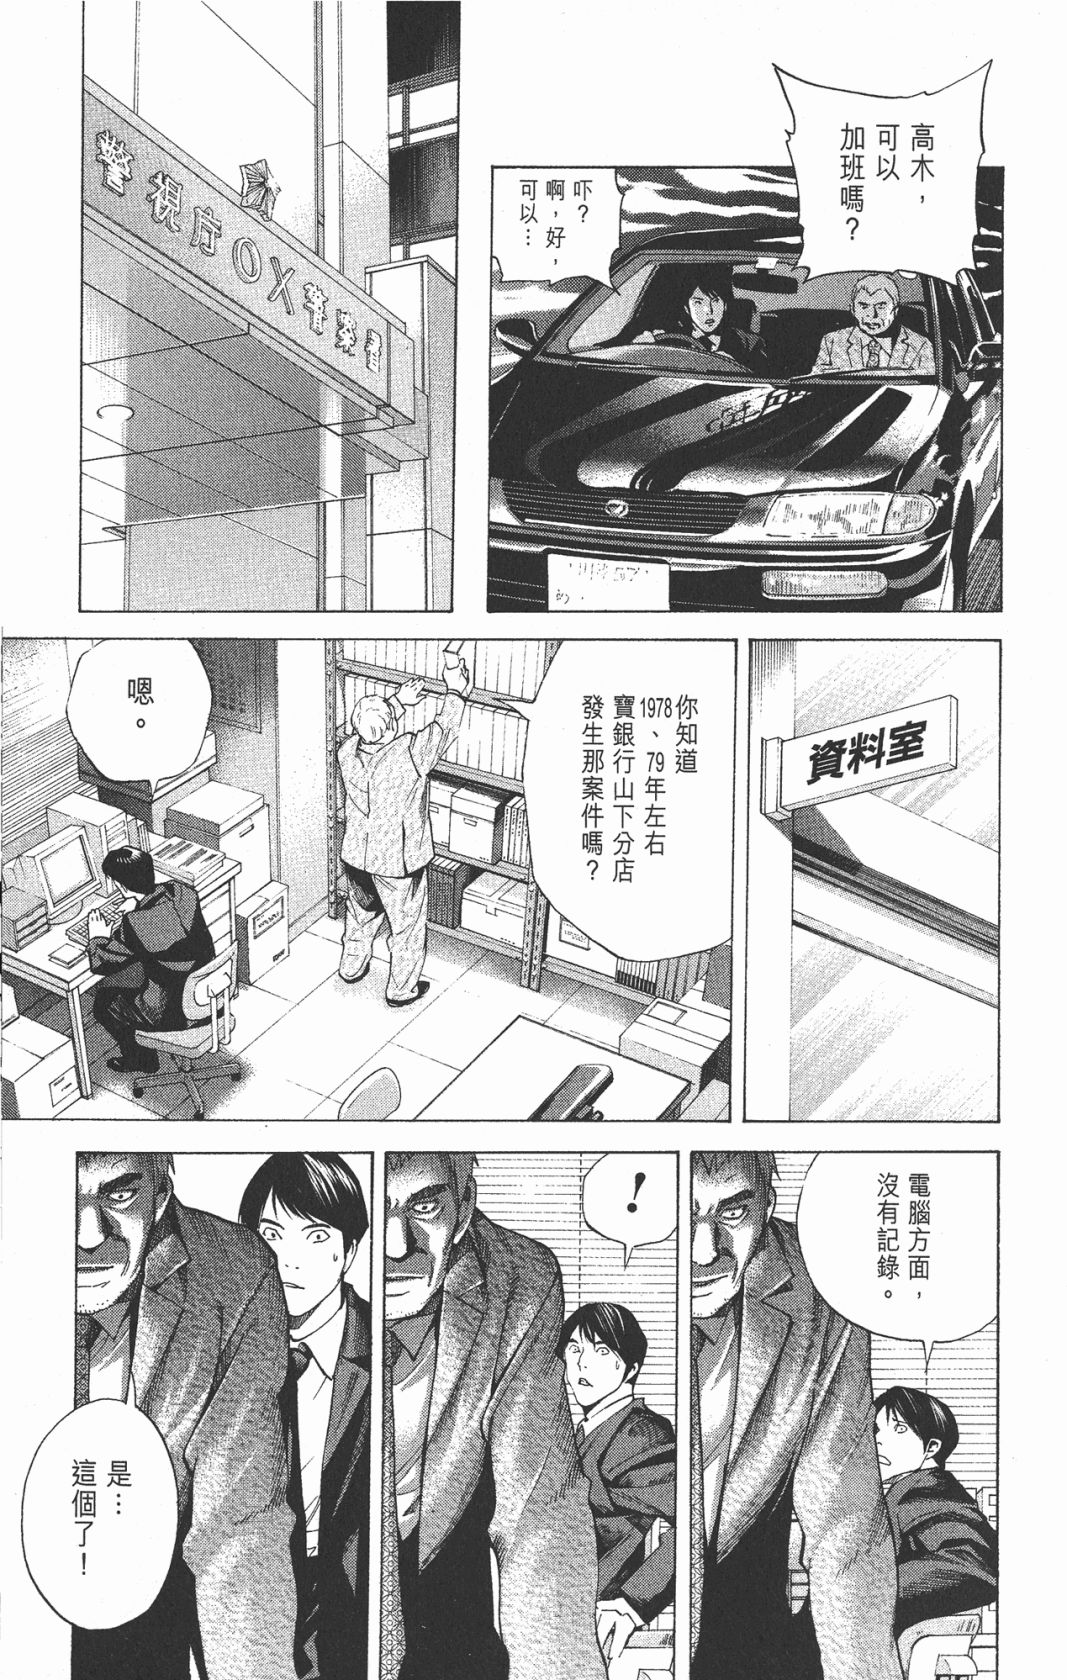 高木，
可以
加班嗎？
吓？
啊，好，
可以…
警視庁OX警察署
資料室
你知道
1978、79年左右
寶銀行山下分店
發生那案件嗎？
嗯。
電腦方面，
沒有記錄。
！
是…
這個了！